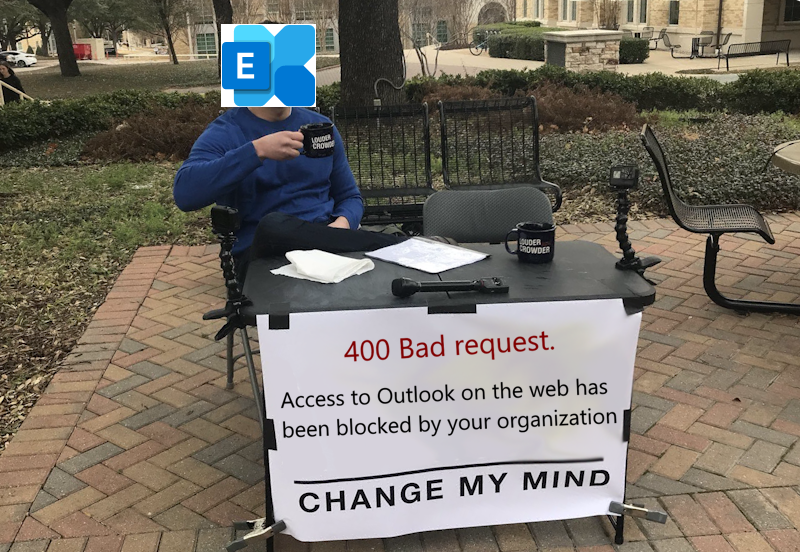 E
LOUDER
CROWDER
LOUDER
CROWDER
400 Bad request.
Access to Outlook on the web has
been blocked by your organization
CHANGE MY MIND